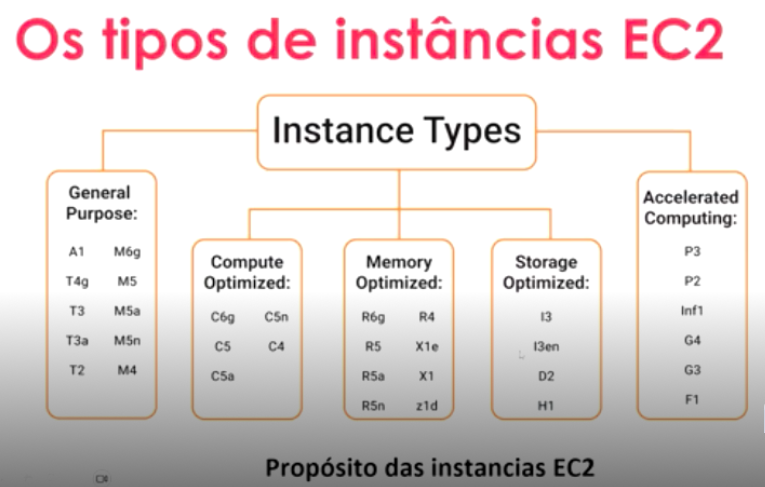 Os tipos de instâncias EC2
Instance Types
General
Purpose:
A1 M6g
T4g M5
T3 M5a
T3a M5n
T2 M4
Compute
Optimized:
C6g C5n
C5 C4
C5a
Memory
Optimized:
R6g R4
R5 X1e
R5a X1
R5n z1d
Storage
Optimized:
I3
I3en
D2
H1
Accelerated
Computing:
P3
P2
Inf1
G4
G3
F1
Propósito das instancias EC2